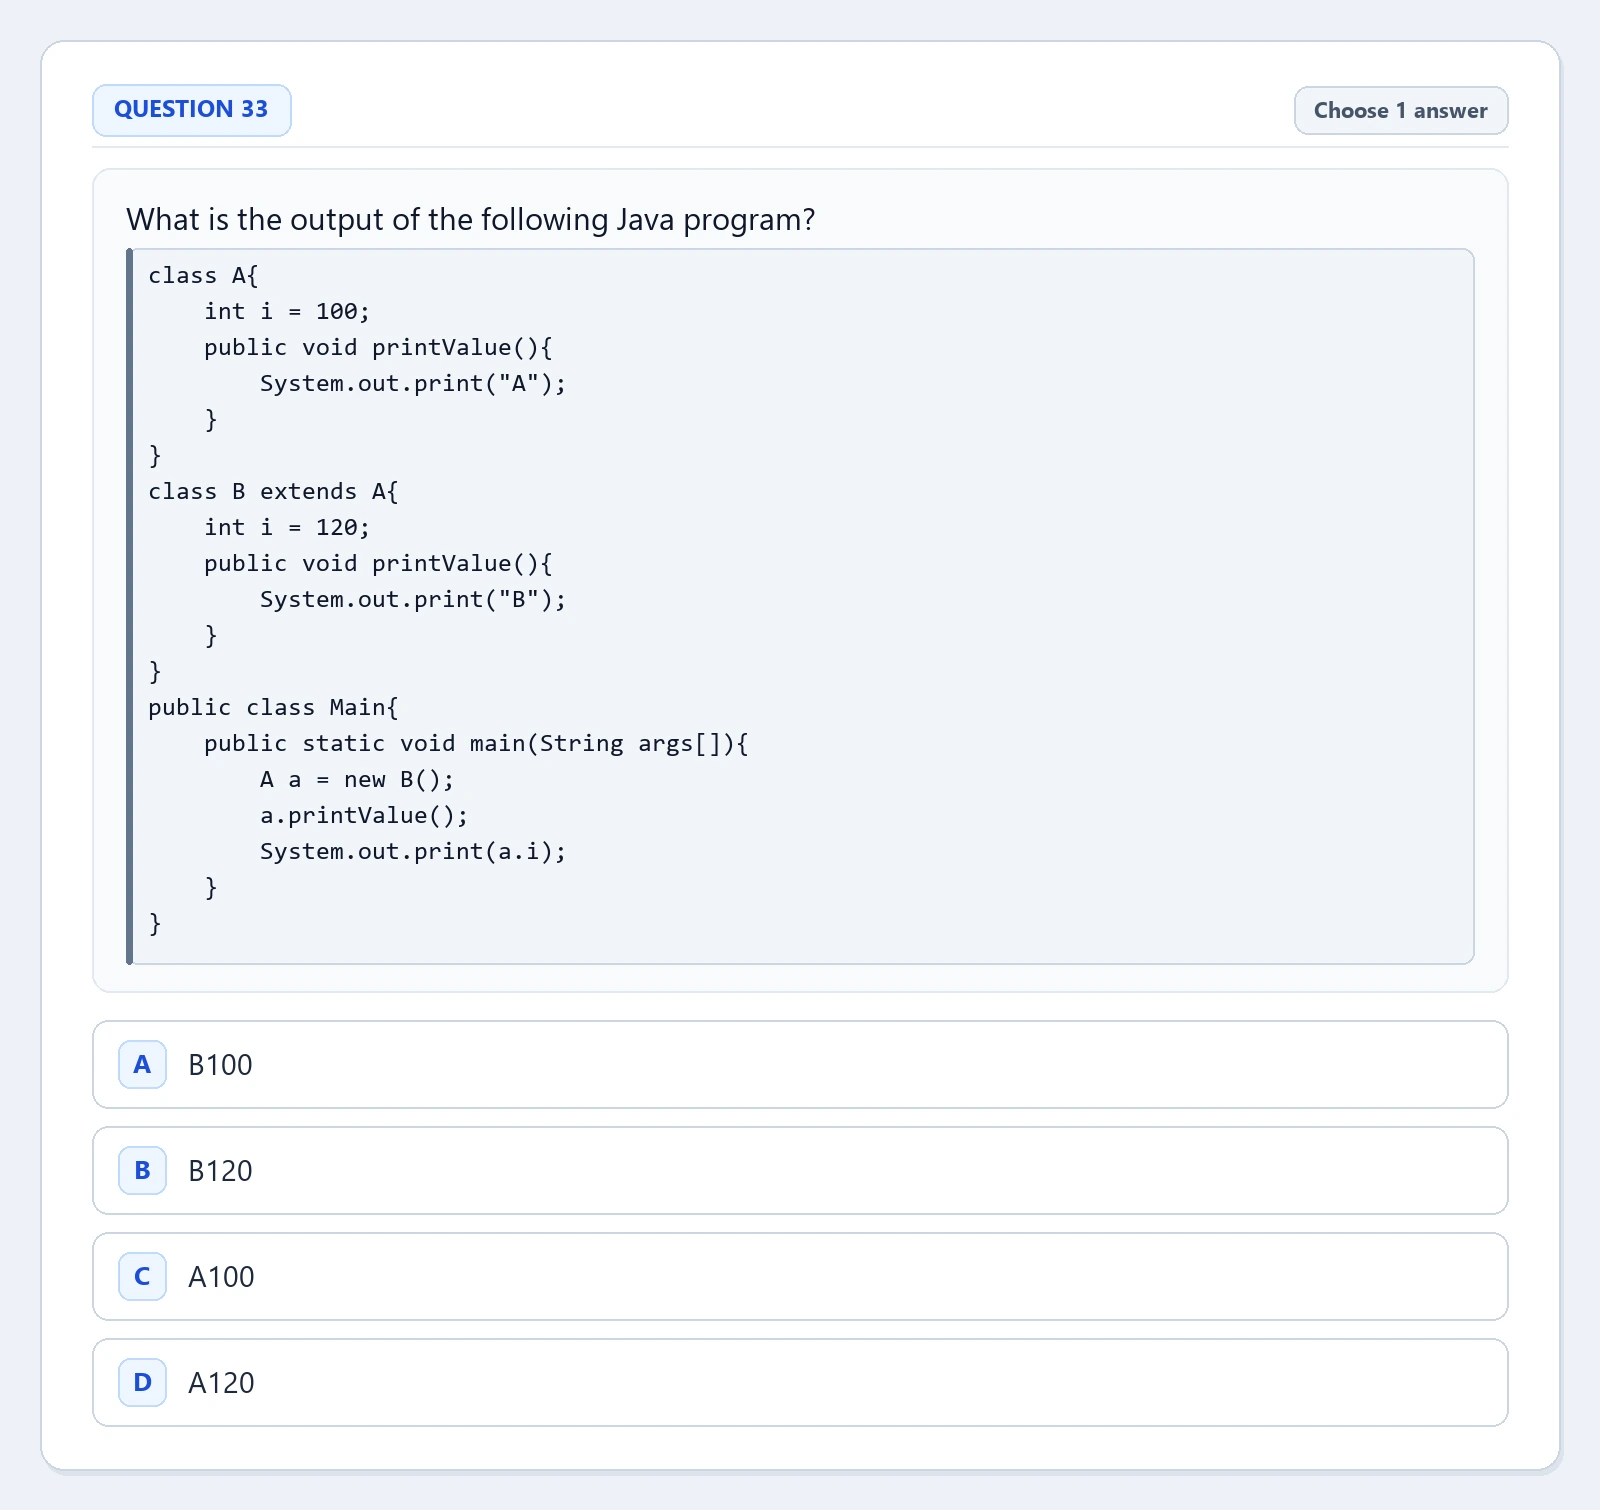 QUESTION 33
Choose 1 answer
What is the output of the following Java program?
class A{
    int i = 100;
    public void printValue(){
        System.out.print("A");
    }
}
class B extends A{
    int i = 120;
    public void printValue(){
        System.out.print("B");
    }
}
public class Main{
    public static void main(String args[]){
        A a = new B();
        a.printValue();
        System.out.print(a.i);
    }
}
A B100
B B120
C A100
D A120